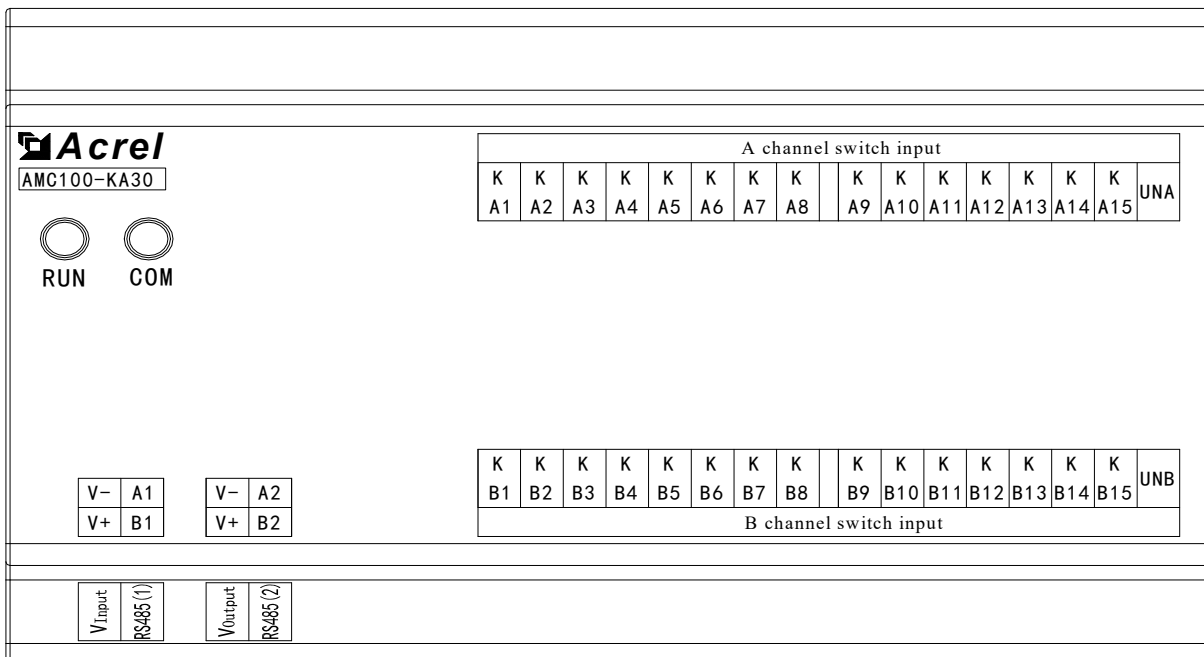 Acrel
AMC100-KA30
RUN COM
A channel switch input
K K K K K K K K K K K K K K K UNA
A1 A2 A3 A4 A5 A6 A7 A8 A9 A10 A11 A12 A13 A14 A15
K K K K K K K K K K K K K K K UNB
B1 B2 B3 B4 B5 B6 B7 B8 B9 B10 B11 B12 B13 B14 B15
B channel switch input
V- A1 V- A2
V+ B1 V+ B2
VInput RS485(1) VOutput RS485(2)